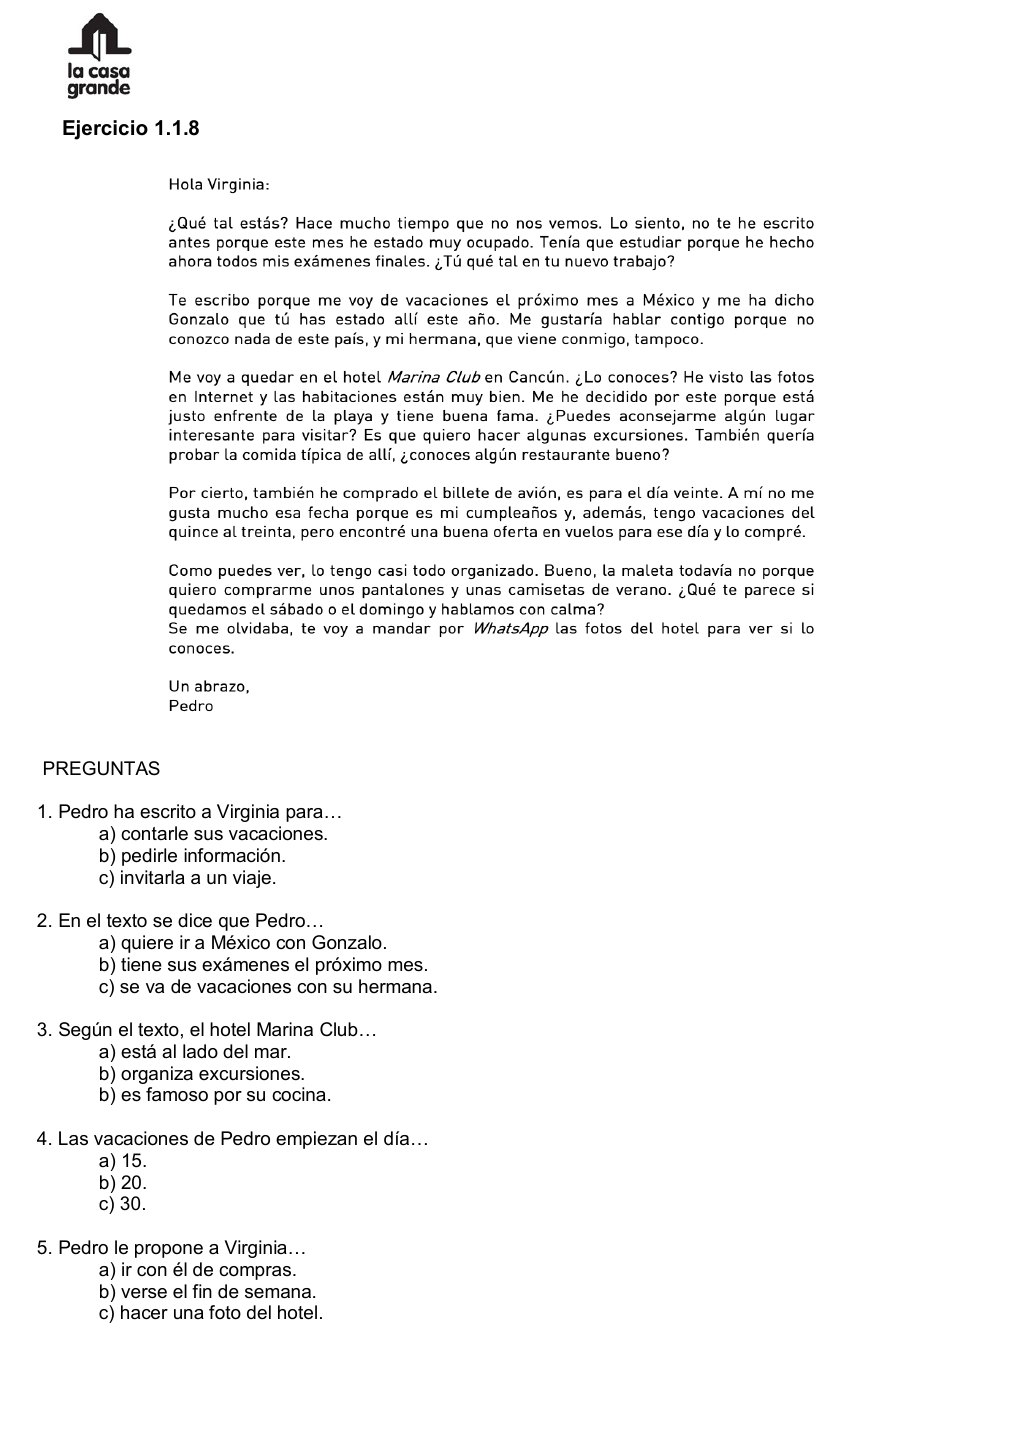 la casa
grande
Ejercicio 1.1.8
Hola Virginia:
¿Qué tal estás? Hace mucho tiempo que no nos vemos. Lo siento, no te he escrito
antes porque este mes he estado muy ocupado. Tenía que estudiar porque he hecho
ahora todos mis exámenes finales. ¿Tú qué tal en tu nuevo trabajo?
Te escribo porque me voy de vacaciones el próximo mes a México y me ha dicho
Gonzalo que tú has estado allí este año. Me gustaría hablar contigo porque no
conozco nada de este país, y mi hermana, que viene conmigo, tampoco.
Me voy a quedar en el hotel Marina Club en Cancún. ¿Lo conoces? He visto las fotos
en Internet y las habitaciones están muy bien. Me he decidido por este porque está
justo enfrente de la playa y tiene buena fama. ¿Puedes aconsejarme algún lugar
interesante para visitar? Es que quiero hacer algunas excursiones. También quería
probar la comida típica de allí, ¿conoces algún restaurante bueno?
Por cierto, también he comprado el billete de avión, es para el día veinte. A mí no me
gusta mucho esa fecha porque es mi cumpleaños y, además, tengo vacaciones del
quince al treinta, pero encontré una buena oferta en vuelos para ese día y lo compré.
Como puedes ver, lo tengo casi todo organizado. Bueno, la maleta todavía no porque
quiero comprarme unos pantalones y unas camisetas de verano. ¿Qué te parece si
quedamos el sábado o el domingo y hablamos con calma?
Se me olvidaba, te voy a mandar por WhatsApp las fotos del hotel para ver si lo
conoces.
Un abrazo,
Pedro
PREGUNTAS
1. Pedro ha escrito a Virginia para…
a) contarle sus vacaciones.
b) pedirle información.
c) invitarla a un viaje.
2. En el texto se dice que Pedro…
a) quiere ir a México con Gonzalo.
b) tiene sus exámenes el próximo mes.
c) se va de vacaciones con su hermana.
3. Según el texto, el hotel Marina Club…
a) está al lado del mar.
b) organiza excursiones.
b) es famoso por su cocina.
4. Las vacaciones de Pedro empiezan el día…
a) 15.
b) 20.
c) 30.
5. Pedro le propone a Virginia…
a) ir con él de compras.
b) verse el fin de semana.
c) hacer una foto del hotel.